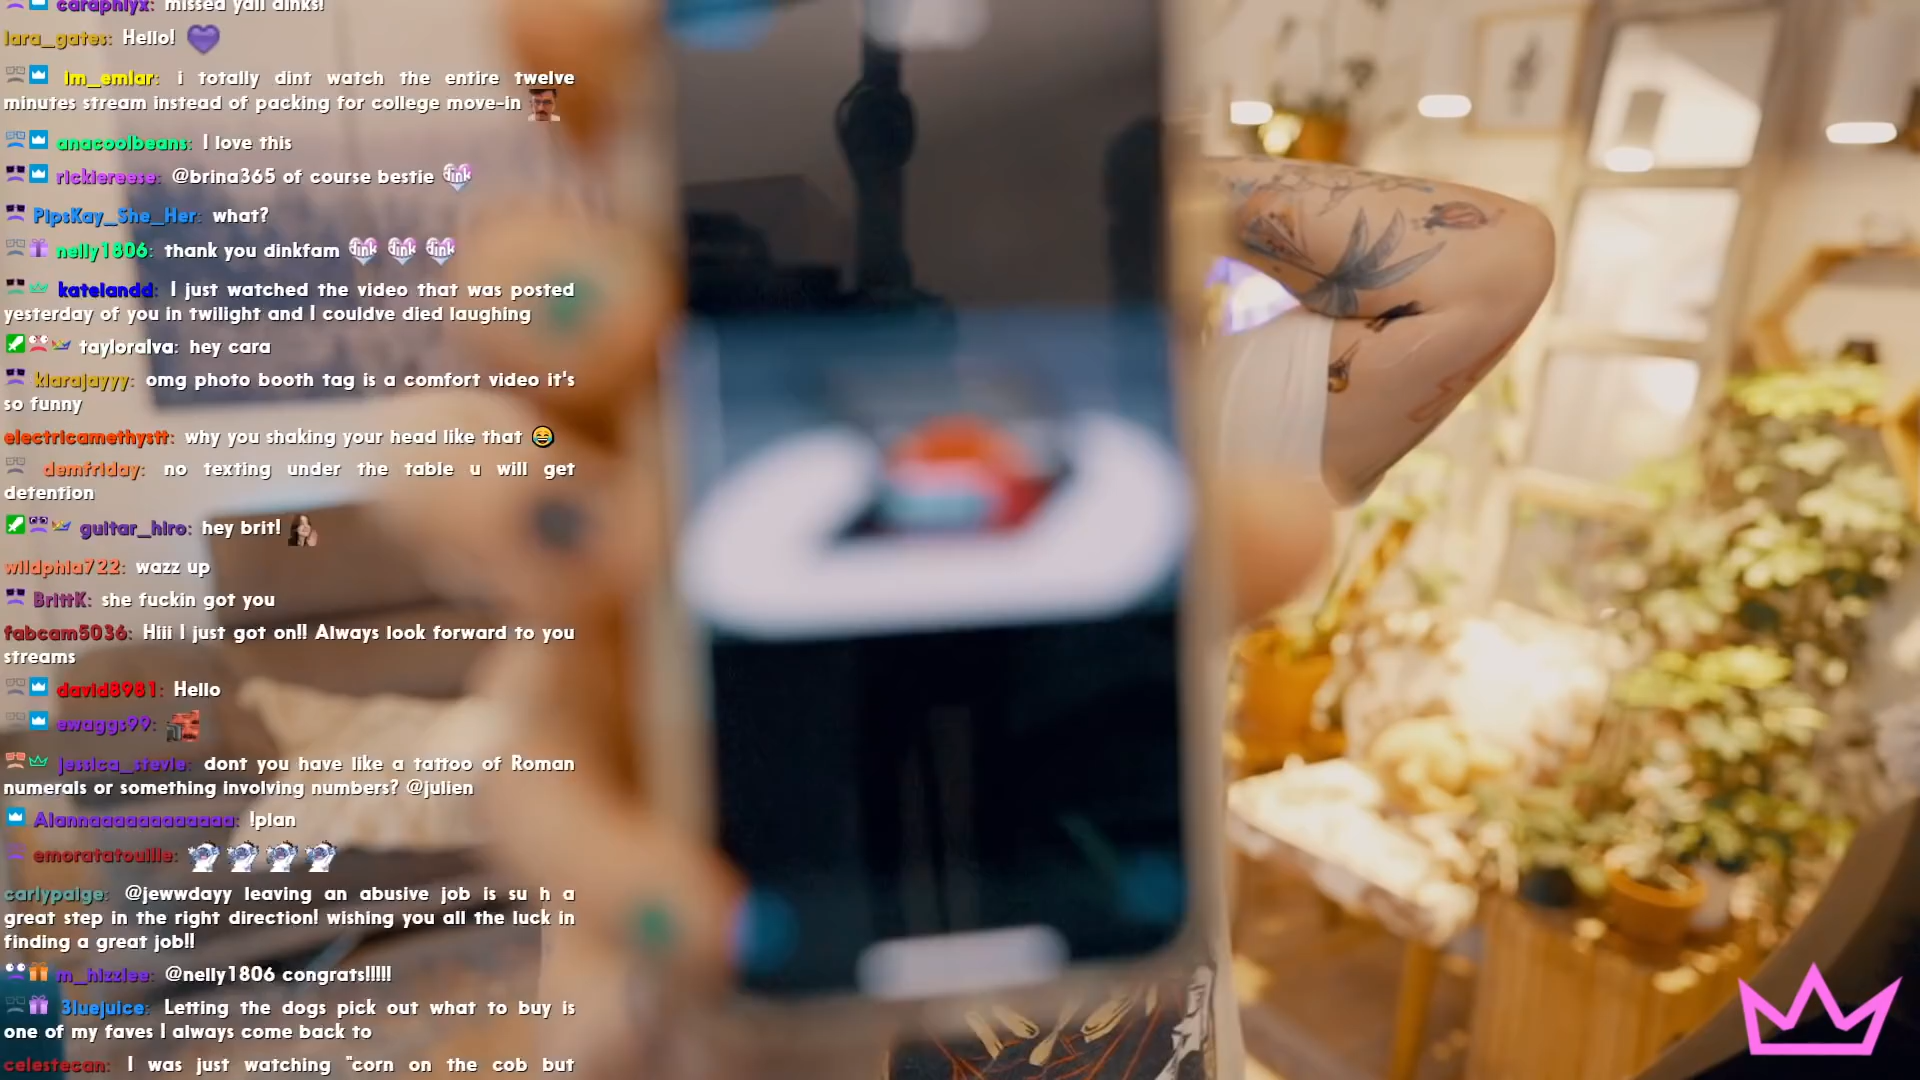 caraphlyx: missed yall dinks!
lara_gates: Hello!
im_emlar: i totally dint watch the entire twelve
minutes stream instead of packing for college move-in
anacoolbeans: I love this
rickiereese: @brina365 of course bestie dink
PipsKay_She_Her: what?
nelly1806: thank you dinkfam dink dink dink
katelandd: I just watched the video that was posted
yesterday of you in twilight and I couldve died laughing
tayloralva: hey cara
kiarajayyy: omg photo booth tag is a comfort video it's
so funny
electricamethystt: why you shaking your head like that
demfriday: no texting under the table u will get
detention
guitar_hiro: hey brit!
wildphia722: wazz up
BrittK: she fuckin got you
fabcam5036: Hiii I just got on!! Always look forward to you
streams
david8981: Hello
ewaggs99:
jessica_stevie: dont you have like a tattoo of Roman
numerals or something involving numbers? @julien
Alannaaaaaaaaaaaa: !plan
emoratatouille:
carlypaige: @jewwdayy leaving an abusive job is su h a
great step in the right direction! wishing you all the luck in
finding a great job!!
m_hizzlee: @nelly1806 congrats!!!!!
3luejuice: Letting the dogs pick out what to buy is
one of my faves I always come back to
celestecan: I was just watching "corn on the cob but